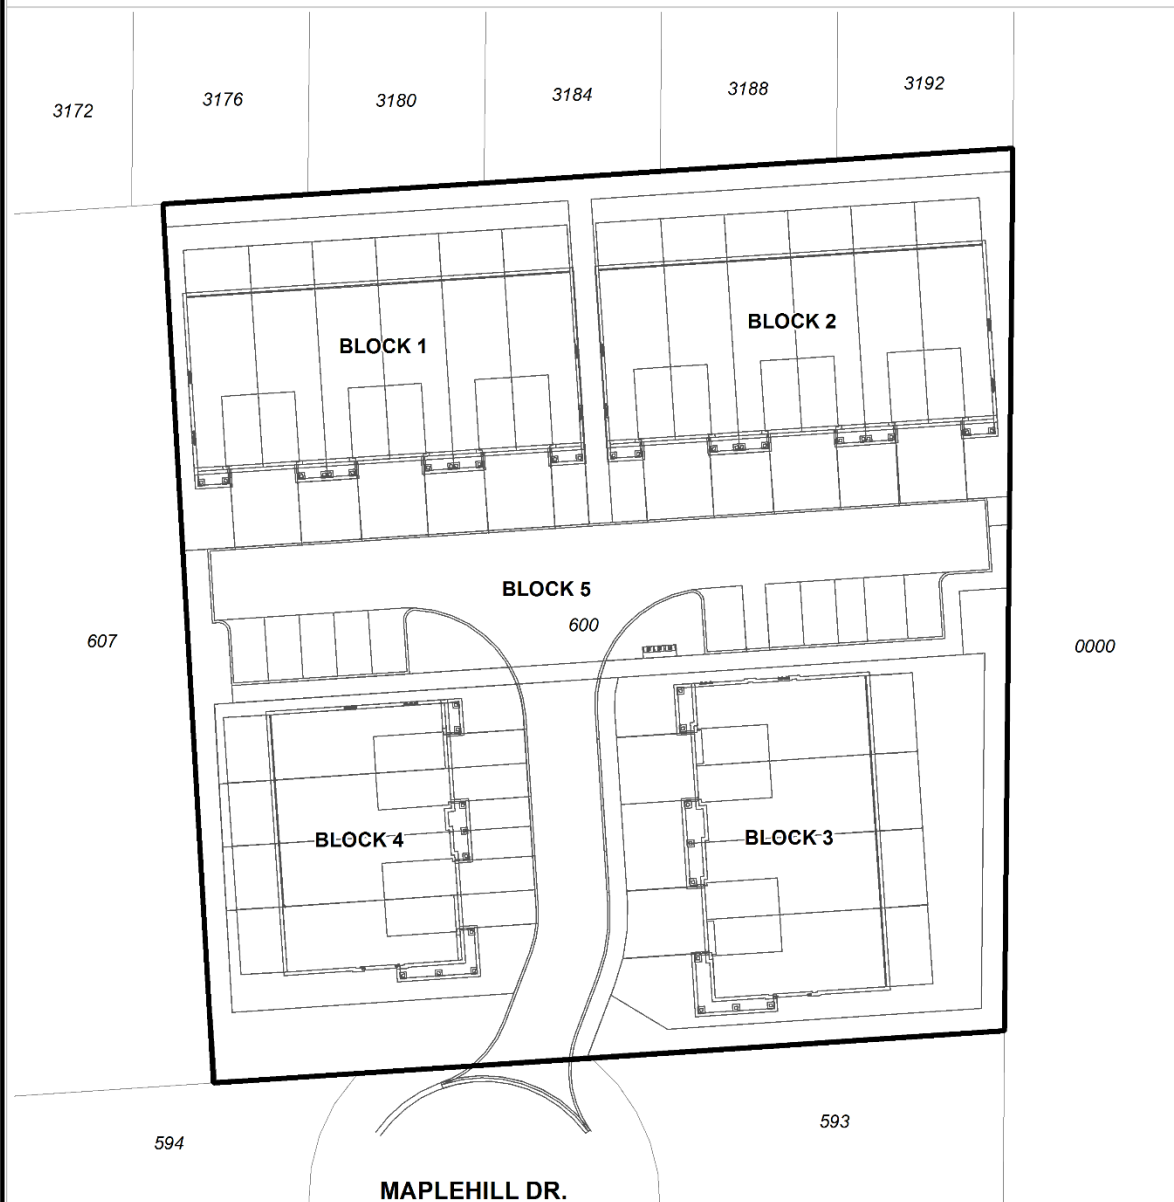 3172
3176
3180
3184
3188
3192
BLOCK 1
BLOCK 2
BLOCK 5
600
607
0000
BLOCK 4
BLOCK 3
594
593
MAPLEHILL DR.